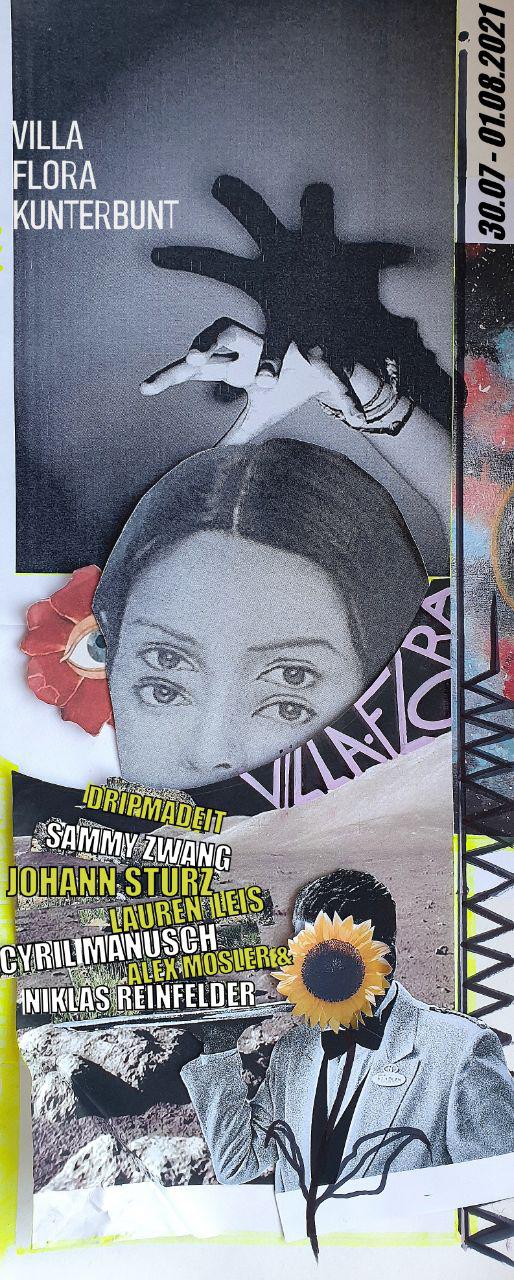 30.07 - 01.08.2021
VILLA
FLORA
KUNTERBUNT
VILLA-FLORA
DRIPMADEIT
SAMMY ZWANG
JOHANN STURZ
LAUREN LEIS
CYRILMANUSCH
ALEX MOSLER &
NIKLAS REINFELDER